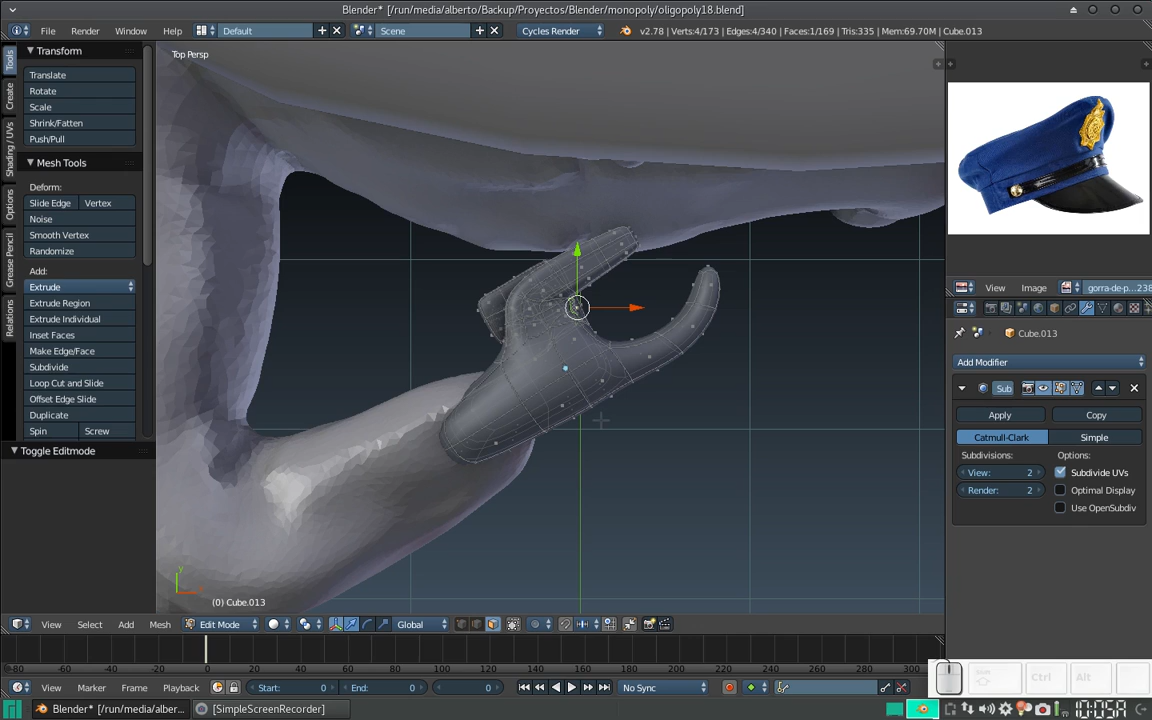 Blender* [/run/media/alberto/Backup/Proyectos/Blender/monopoly/oligopoly18.blend]
File Render Window Help Default Scene Cycles Render v2.78 | Verts:4/173 | Edges:4/340 | Faces:1/169 | Tris:335 | Mem:69.70M | Cube.013
Tools
Create
Shading / UVs
Options
Grease Pencil
Relations
Transform
Translate
Rotate
Scale
Shrink/Fatten
Push/Pull
Mesh Tools
Deform:
Slide Edge Vertex
Noise
Smooth Vertex
Randomize
Add:
Extrude
Extrude Region
Extrude Individual
Inset Faces
Make Edge/Face
Subdivide
Loop Cut and Slide
Offset Edge Slide
Duplicate
Spin Screw
Toggle Editmode
Top Persp
y
(0) Cube.013
View Select Add Mesh Edit Mode Global
View Image gorra-de-p...238
Cube.013
Add Modifier
Sub
Apply Copy
Catmull-Clark Simple
Subdivisions: Options:
View: 2 Subdivide UVs
Render: 2 Optimal Display
Use OpenSubdiv
-80 -60 -40 -20 0 20 40 60 80 100 120 140 160 180 200 220 240 260 280 300
View Marker Frame Playback Start: 0 End: 0 0 No Sync
Ctrl Alt
Blender* [/run/media/alber... [SimpleScreenRecorder] 10:05A